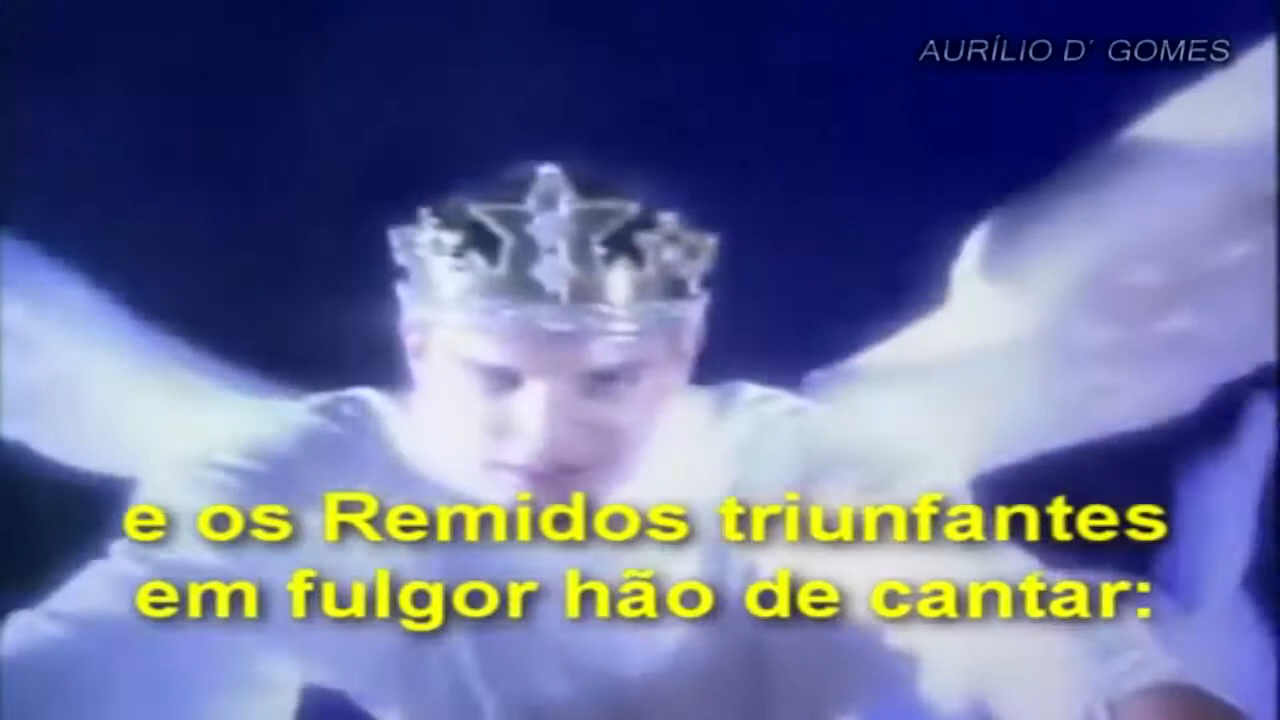 AURÍLIO D´ GOMES
e os Remidos triunfantes
em fulgor hão de cantar: